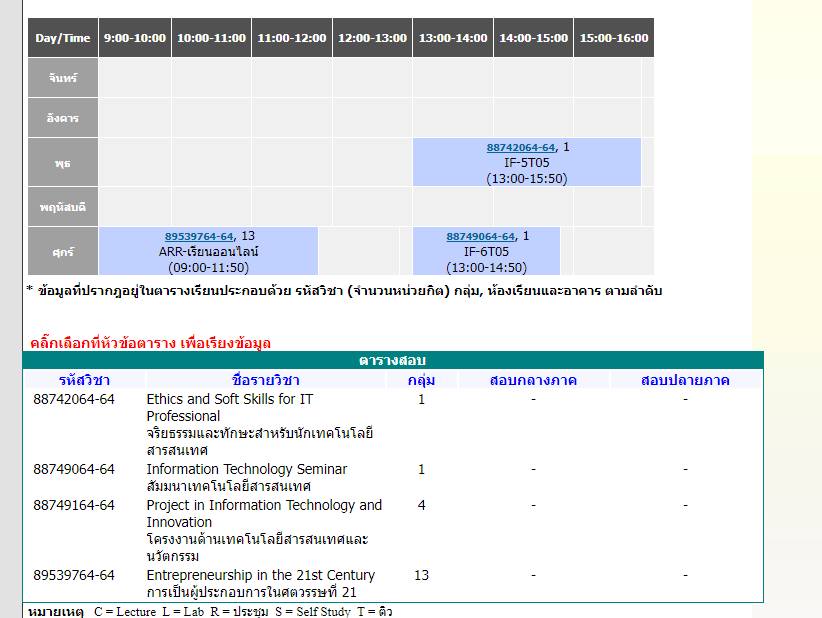 Day/Time 9:00-10:00 10:00-11:00 11:00-12:00 12:00-13:00 13:00-14:00 14:00-15:00 15:00-16:00
จันทร์
อังคาร
พุธ
88742064-64, 1
IF-5T05
(13:00-15:50)
พฤหัสบดี
ศุกร์
89539764-64, 13
ARR-เรียนออนไลน์
(09:00-11:50)
88749064-64, 1
IF-6T05
(13:00-14:50)
* ข้อมูลที่ปรากฎอยู่ในตารางเรียนประกอบด้วย รหัสวิชา (จำนวนหน่วยกิต) กลุ่ม, ห้องเรียนและอาคาร ตามลำดับ
คลิ๊กเลือกที่หัวข้อตาราง เพื่อเรียงข้อมูล
ตารางสอบ
รหัสวิชา ชื่อรายวิชา กลุ่ม สอบกลางภาค สอบปลายภาค
88742064-64 Ethics and Soft Skills for IT 1 - -
Professional
จริยธรรมและทักษะสำหรับนักเทคโนโลยี
สารสนเทศ
88749064-64 Information Technology Seminar 1 - -
สัมมนาเทคโนโลยีสารสนเทศ
88749164-64 Project in Information Technology and 4 - -
Innovation
โครงงานด้านเทคโนโลยีสารสนเทศและ
นวัตกรรม
89539764-64 Entrepreneurship in the 21st Century 13 - -
การเป็นผู้ประกอบการในศตวรรษที่ 21
หมายเหตุ C = Lecture L = Lab R = ประชุม S = Self Study T = ติว